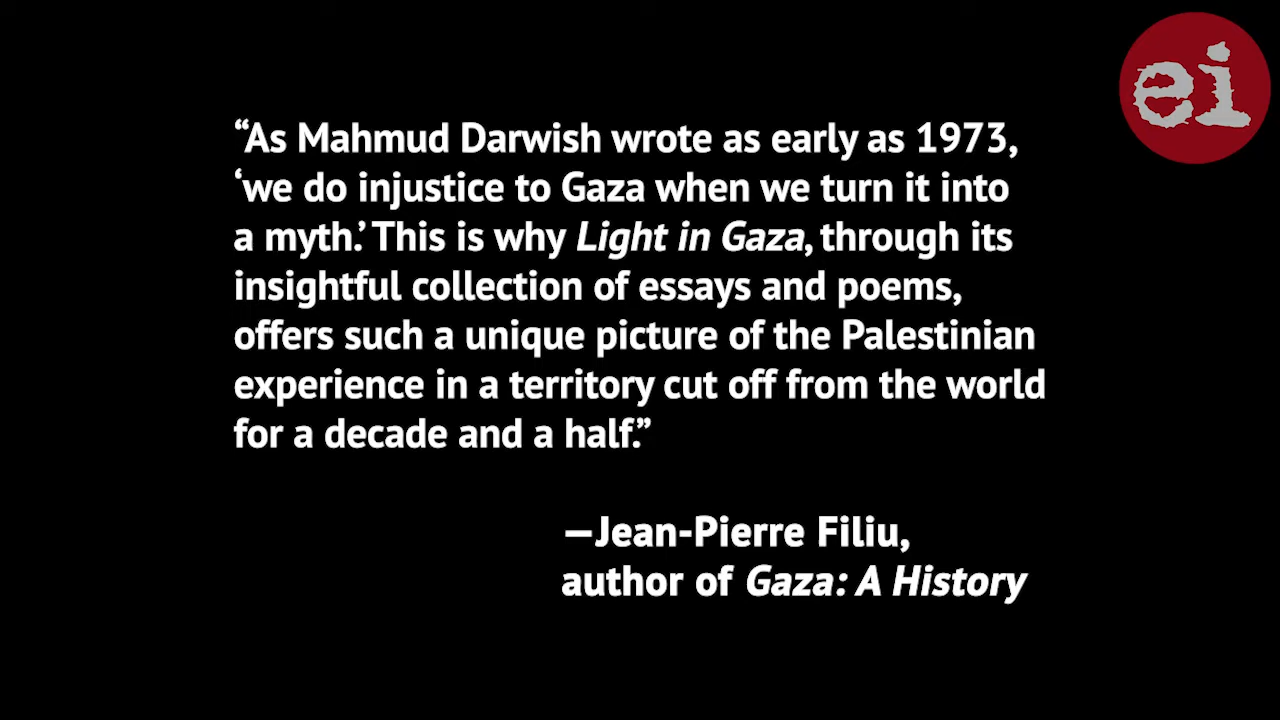 ei
“As Mahmud Darwish wrote as early as 1973,
‘we do injustice to Gaza when we turn it into
a myth.’ This is why Light in Gaza, through its
insightful collection of essays and poems,
offers such a unique picture of the Palestinian
experience in a territory cut off from the world
for a decade and a half.”
—Jean-Pierre Filiu,
author of Gaza: A History